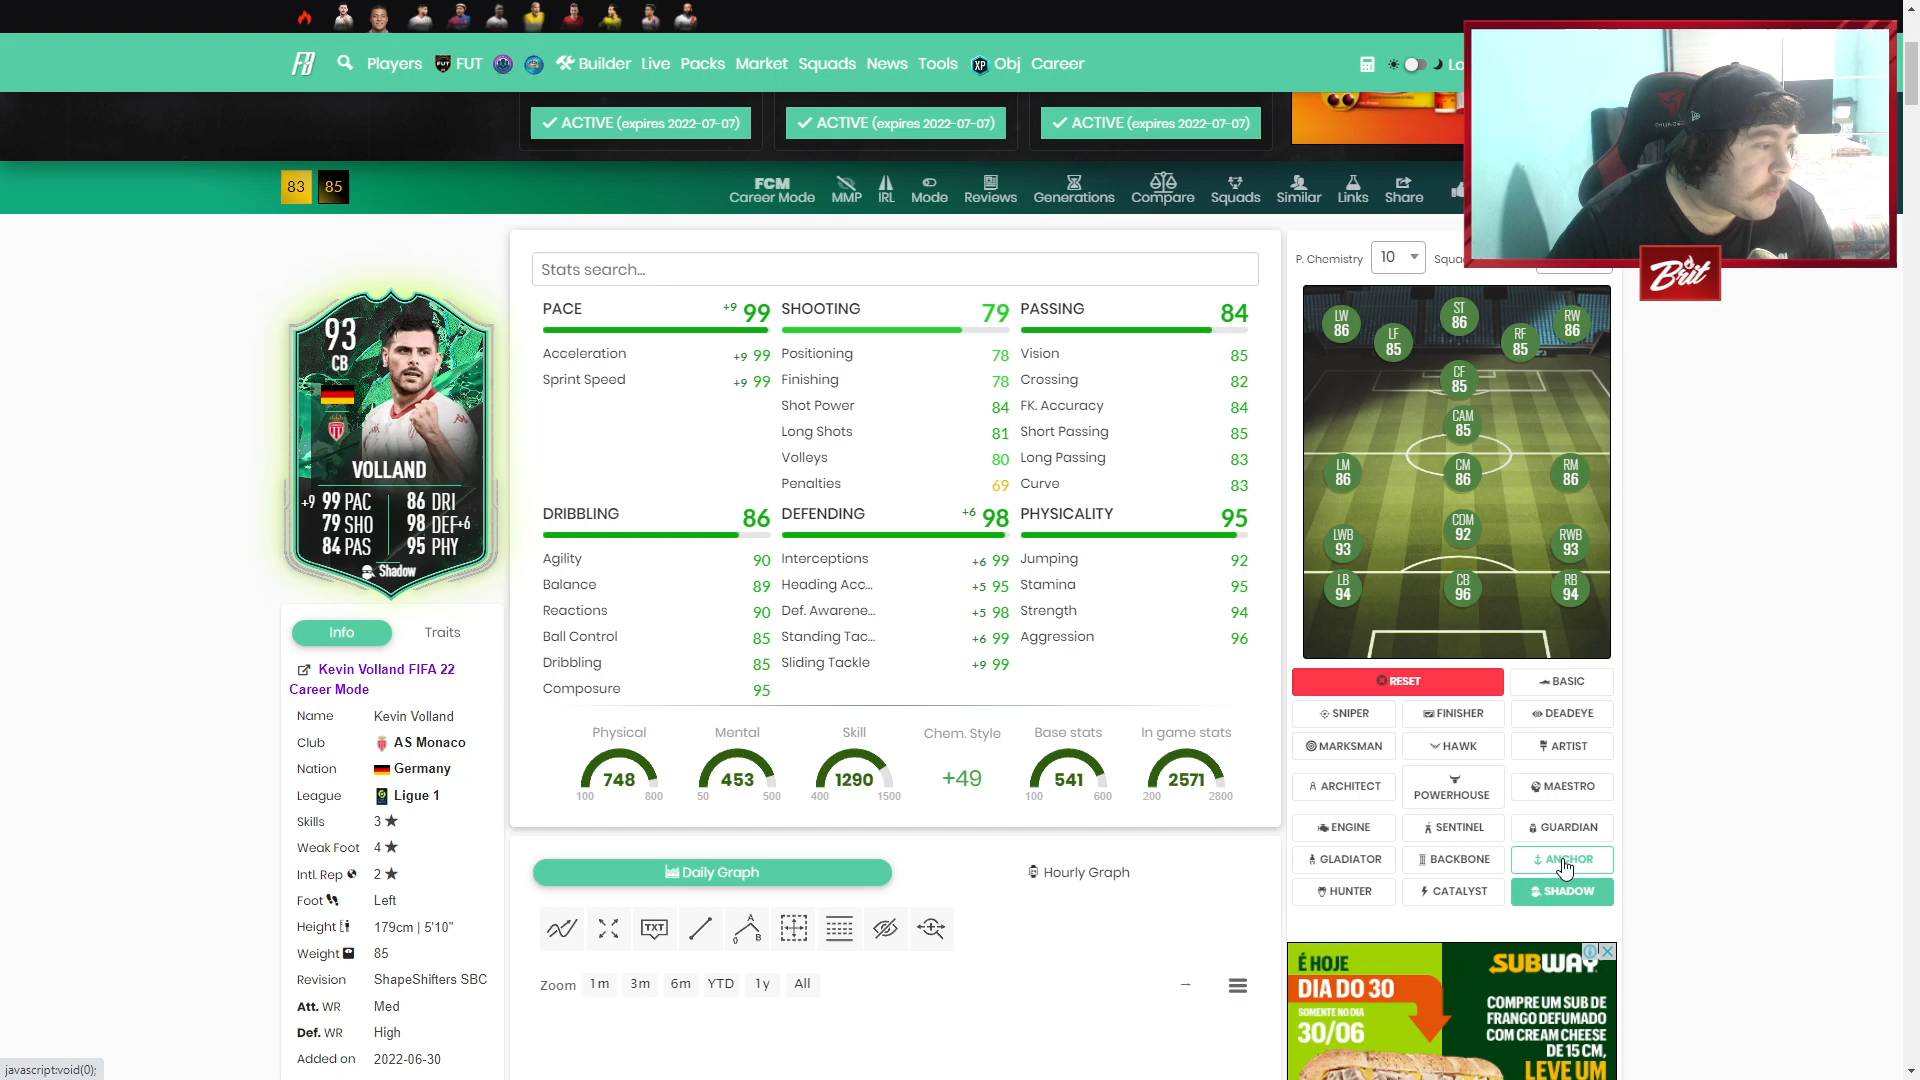 F8
Players
FUT
Builder
Live
Packs
Market
Squads
News
Tools
XP Obj
Career
Lo
ACTIVE (expires 2022-07-07)
ACTIVE (expires 2022-07-07)
ACTIVE (expires 2022-07-07)
83
85
FCM
Career Mode
MMP
IRL
Mode
Reviews
Generations
Compare
Squads
Similar
Links
Share
Brit
93
CB
VOLLAND
+9 99 PAC 86 DRI
79 SHO 98 DEF+6
84 PAS 95 PHY
Shadow
Info
Traits
Kevin Volland FIFA 22
Career Mode
Name Kevin Volland
Club AS Monaco
Nation Germany
League Ligue 1
Skills 3★
Weak Foot 4★
Intl. Rep 2★
Foot Left
Height 179cm | 5'10"
Weight 85
Revision ShapeShifters SBC
Att. WR Med
Def. WR High
Added on 2022-06-30
javascript:void(0);
Stats search...
PACE +9 99
Acceleration +9 99
Sprint Speed +9 99
SHOOTING 79
Positioning 78
Finishing 78
Shot Power 84
Long Shots 81
Volleys 80
Penalties 69
PASSING 84
Vision 85
Crossing 82
FK. Accuracy 84
Short Passing 85
Long Passing 83
Curve 83
DRIBBLING 86
Agility 90
Balance 89
Reactions 90
Ball Control 85
Dribbling 85
Composure 95
DEFENDING +6 98
Interceptions +6 99
Heading Acc... +5 95
Def. Awarene... +5 98
Standing Tac... +6 99
Sliding Tackle +9 99
PHYSICALITY 95
Jumping 92
Stamina 95
Strength 94
Aggression 96
Physical
748
100 800
Mental
453
50 500
Skill
1290
400 1500
Chem. Style
+49
Base stats
541
100 600
In game stats
2571
200 2800
Daily Graph
Hourly Graph
TXT
A
0 B
Zoom 1m 3m 6m YTD 1y All
→
P. Chemistry 10 Squa
LW
86
ST
86
RW
86
LF
85
RF
85
CF
85
CAM
85
LM
86
CM
86
RM
86
LWB
93
CDM
92
RWB
93
LB
94
CB
96
RB
94
RESET
BASIC
SNIPER
FINISHER
DEADEYE
MARKSMAN
HAWK
ARTIST
ARCHITECT
POWERHOUSE
MAESTRO
ENGINE
SENTINEL
GUARDIAN
GLADIATOR
BACKBONE
ANCHOR
HUNTER
CATALYST
SHADOW
É HOJE
DIA DO 30
SOMENTE NO DIA
30/06
SUBWAY
COMPRE UM SUB DE
FRANGO DEFUMADO
COM CREAM CHEESE
DE 15 CM,
LEVE UM